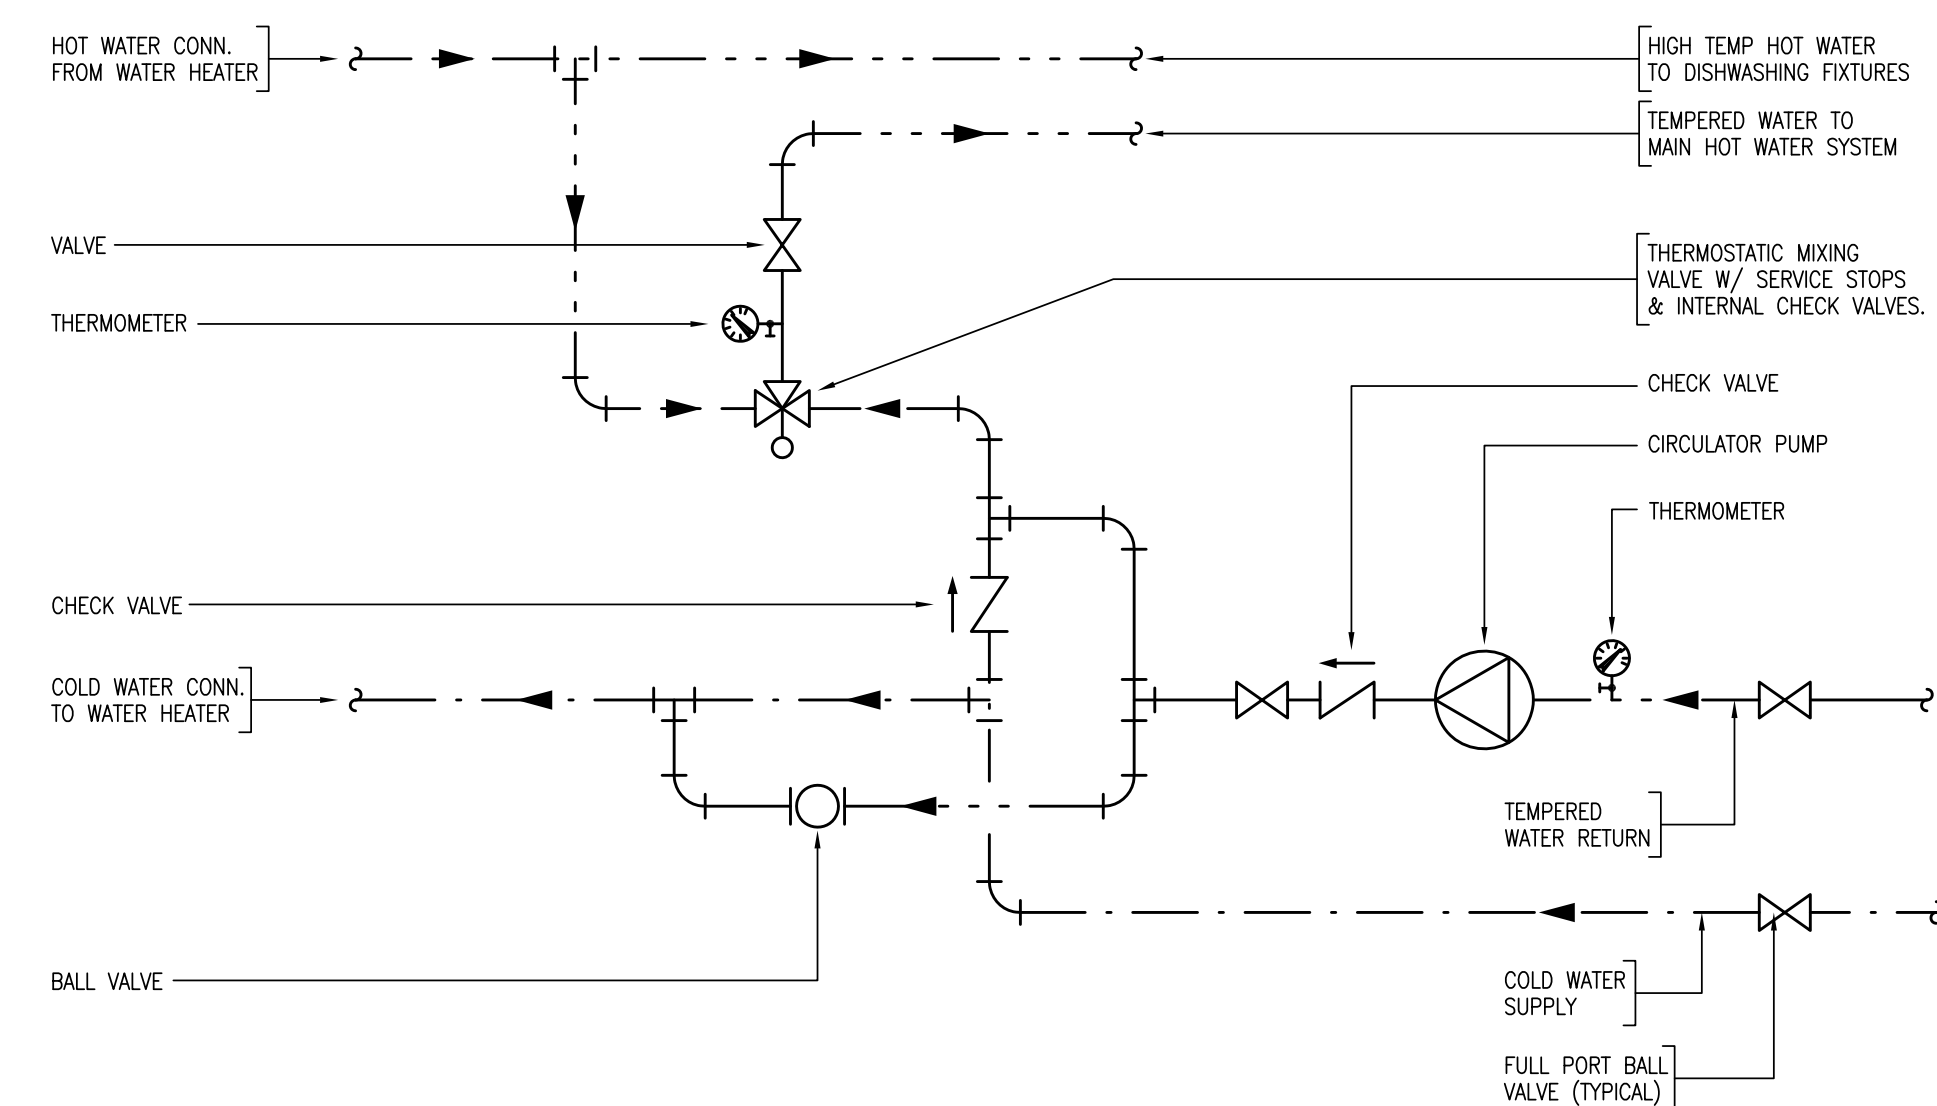 HOT WATER CONN.
FROM WATER HEATER
HIGH TEMP HOT WATER
TO DISHWASHING FIXTURES
TEMPERED WATER TO
MAIN HOT WATER SYSTEM
VALVE
THERMOSTATIC MIXING
VALVE W/ SERVICE STOPS
& INTERNAL CHECK VALVES.
THERMOMETER
CHECK VALVE
CIRCULATOR PUMP
THERMOMETER
CHECK VALVE
COLD WATER CONN.
TO WATER HEATER
TEMPERED
WATER RETURN
BALL VALVE
COLD WATER
SUPPLY
FULL PORT BALL
VALVE (TYPICAL)